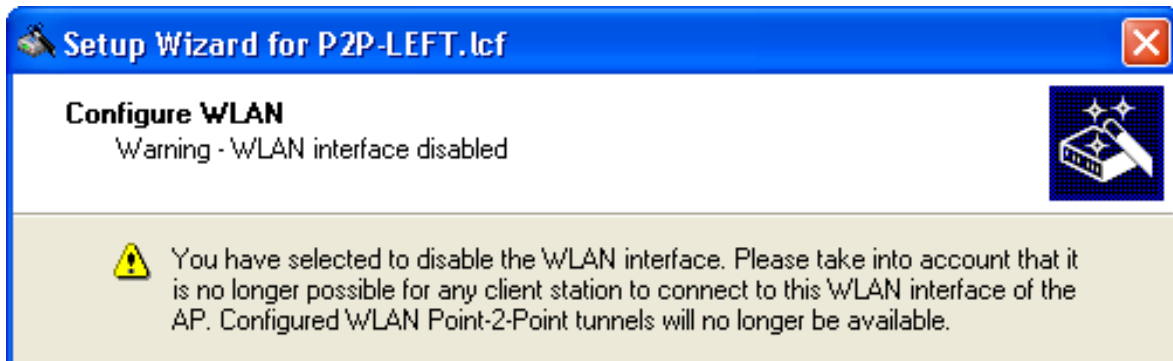 Setup Wizard for P2P-LEFT.lcf
Configure WLAN
Warning - WLAN interface disabled
You have selected to disable the WLAN interface. Please take into account that it
is no longer possible for any client station to connect to this WLAN interface of the
AP. Configured WLAN Point-2-Point tunnels will no longer be available.